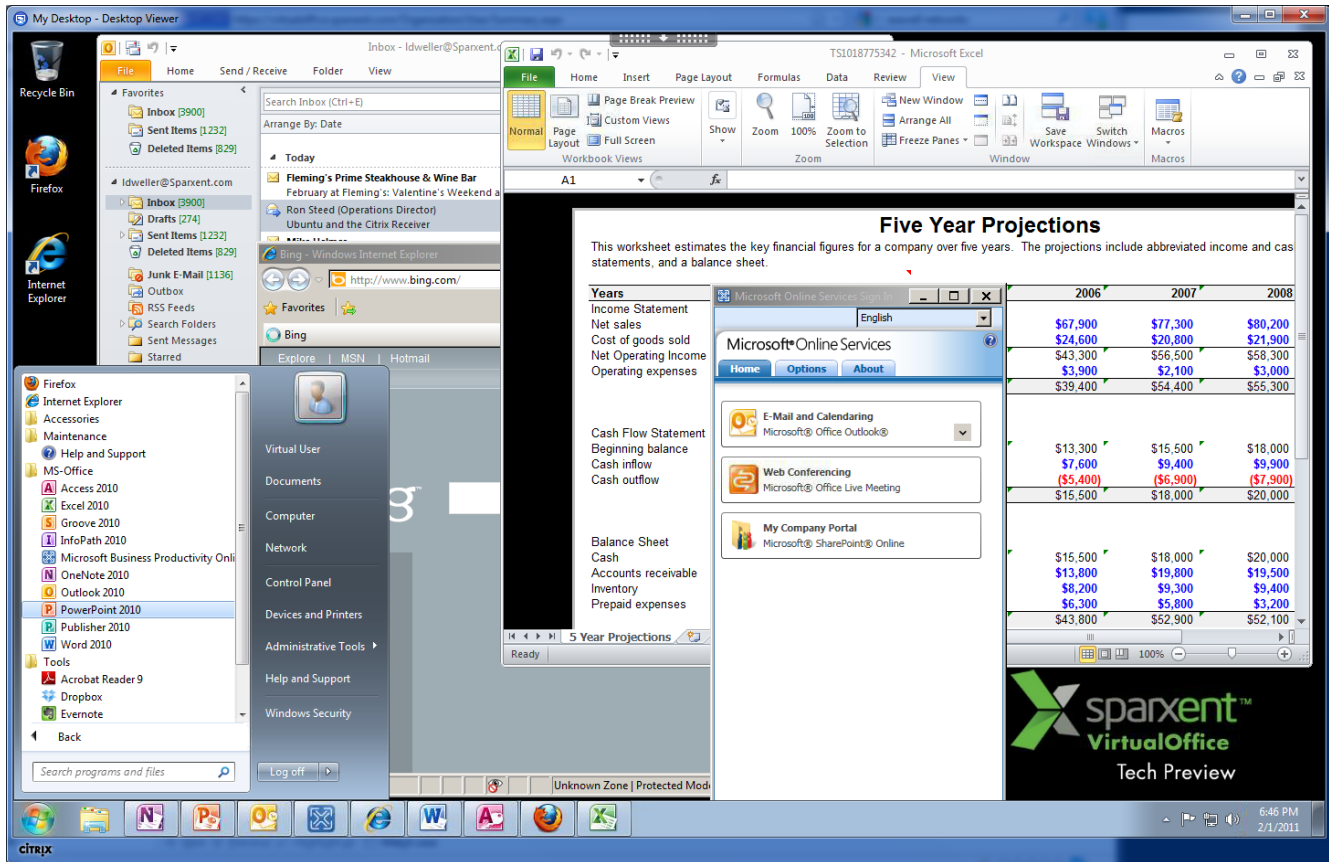 My Desktop - Desktop Viewer
Recycle Bin
Firefox
Internet
Explorer
Inbox - ldweller@Sparxent.c
File Home Send / Receive Folder View
Favorites
Inbox [3900]
Sent Items [1232]
Deleted Items [829]
ldweller@Sparxent.com
Inbox [3900]
Drafts [274]
Sent Items [1232]
Deleted Items [829]
Junk E-Mail [1136]
Outbox
RSS Feeds
Search Folders
Sent Messages
Starred
Search Inbox (Ctrl+E)
Arrange By: Date
Today
Fleming's Prime Steakhouse & Wine Bar
February at Fleming's: Valentine's Weekend a
Ron Steed (Operations Director)
Ubuntu and the Citrix Receiver
Bing - Windows Internet Explorer
http://www.bing.com/
Favorites
Bing
Explore | MSN | Hotmail
Unknown Zone | Protected Mod
TS1018775342 - Microsoft Excel
File Home Insert Page Layout Formulas Data Review View
Normal
Page
Layout
Page Break Preview
Custom Views
Full Screen
Workbook Views
Show
Zoom
100%
Zoom to
Selection
Zoom
New Window
Arrange All
Freeze Panes
Save
Workspace
Switch
Windows
Window
Macros
Macros
A1
fx
Five Year Projections
This worksheet estimates the key financial figures for a company over five years. The projections include abbreviated income and cas
statements, and a balance sheet.
Years 2006 2007 2008
Income Statement
Net sales $67,900 $77,300 $80,200
Cost of goods sold $24,600 $20,800 $21,900
Net Operating Income $43,300 $56,500 $58,300
Operating expenses $3,900 $2,100 $3,000
$39,400 $54,400 $55,300
Cash Flow Statement
Beginning balance $13,300 $15,500 $18,000
Cash inflow $7,600 $9,400 $9,900
Cash outflow ($5,400) ($6,900) ($7,900)
$15,500 $18,000 $20,000
Balance Sheet
Cash $15,500 $18,000 $20,000
Accounts receivable $13,800 $19,800 $19,500
Inventory $8,200 $9,300 $9,400
Prepaid expenses $6,300 $5,800 $3,200
$43,800 $52,900 $52,100
5 Year Projections
Ready
100%
Microsoft Online Services Sign In
English
Microsoft® Online Services
Home Options About
E-Mail and Calendaring
Microsoft® Office Outlook®
Web Conferencing
Microsoft® Office Live Meeting
My Company Portal
Microsoft® SharePoint® Online
Firefox
Internet Explorer
Accessories
Maintenance
Help and Support
MS-Office
Access 2010
Excel 2010
Groove 2010
InfoPath 2010
Microsoft Business Productivity Onli
OneNote 2010
Outlook 2010
PowerPoint 2010
Publisher 2010
Word 2010
Tools
Acrobat Reader 9
Dropbox
Evernote
Back
Search programs and files
Virtual User
Documents
Computer
Network
Control Panel
Devices and Printers
Administrative Tools
Help and Support
Windows Security
Log off
sparxent™
VirtualOffice
Tech Preview
6:46 PM
2/1/2011
CİTRIX